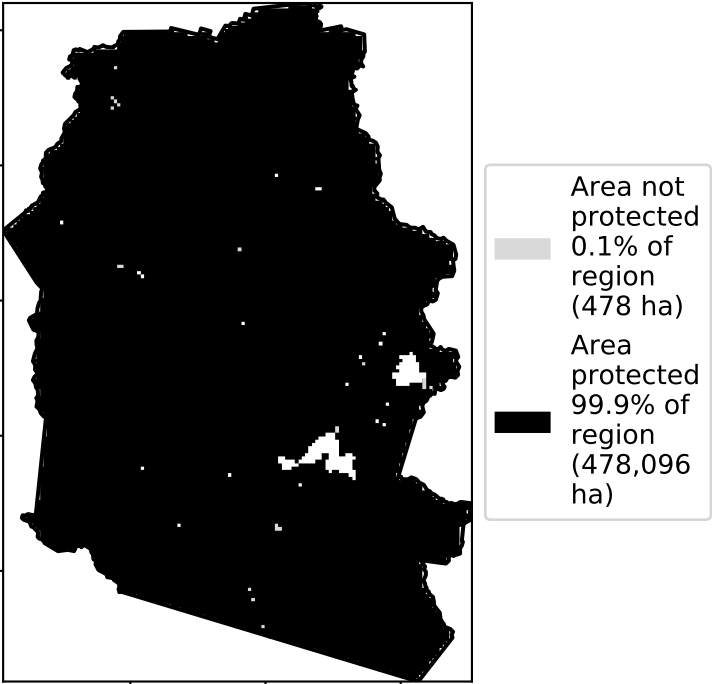 Area not
protected
0.1% of
region
(478 ha)
Area
protected
99.9% of
region
(478,096
ha)